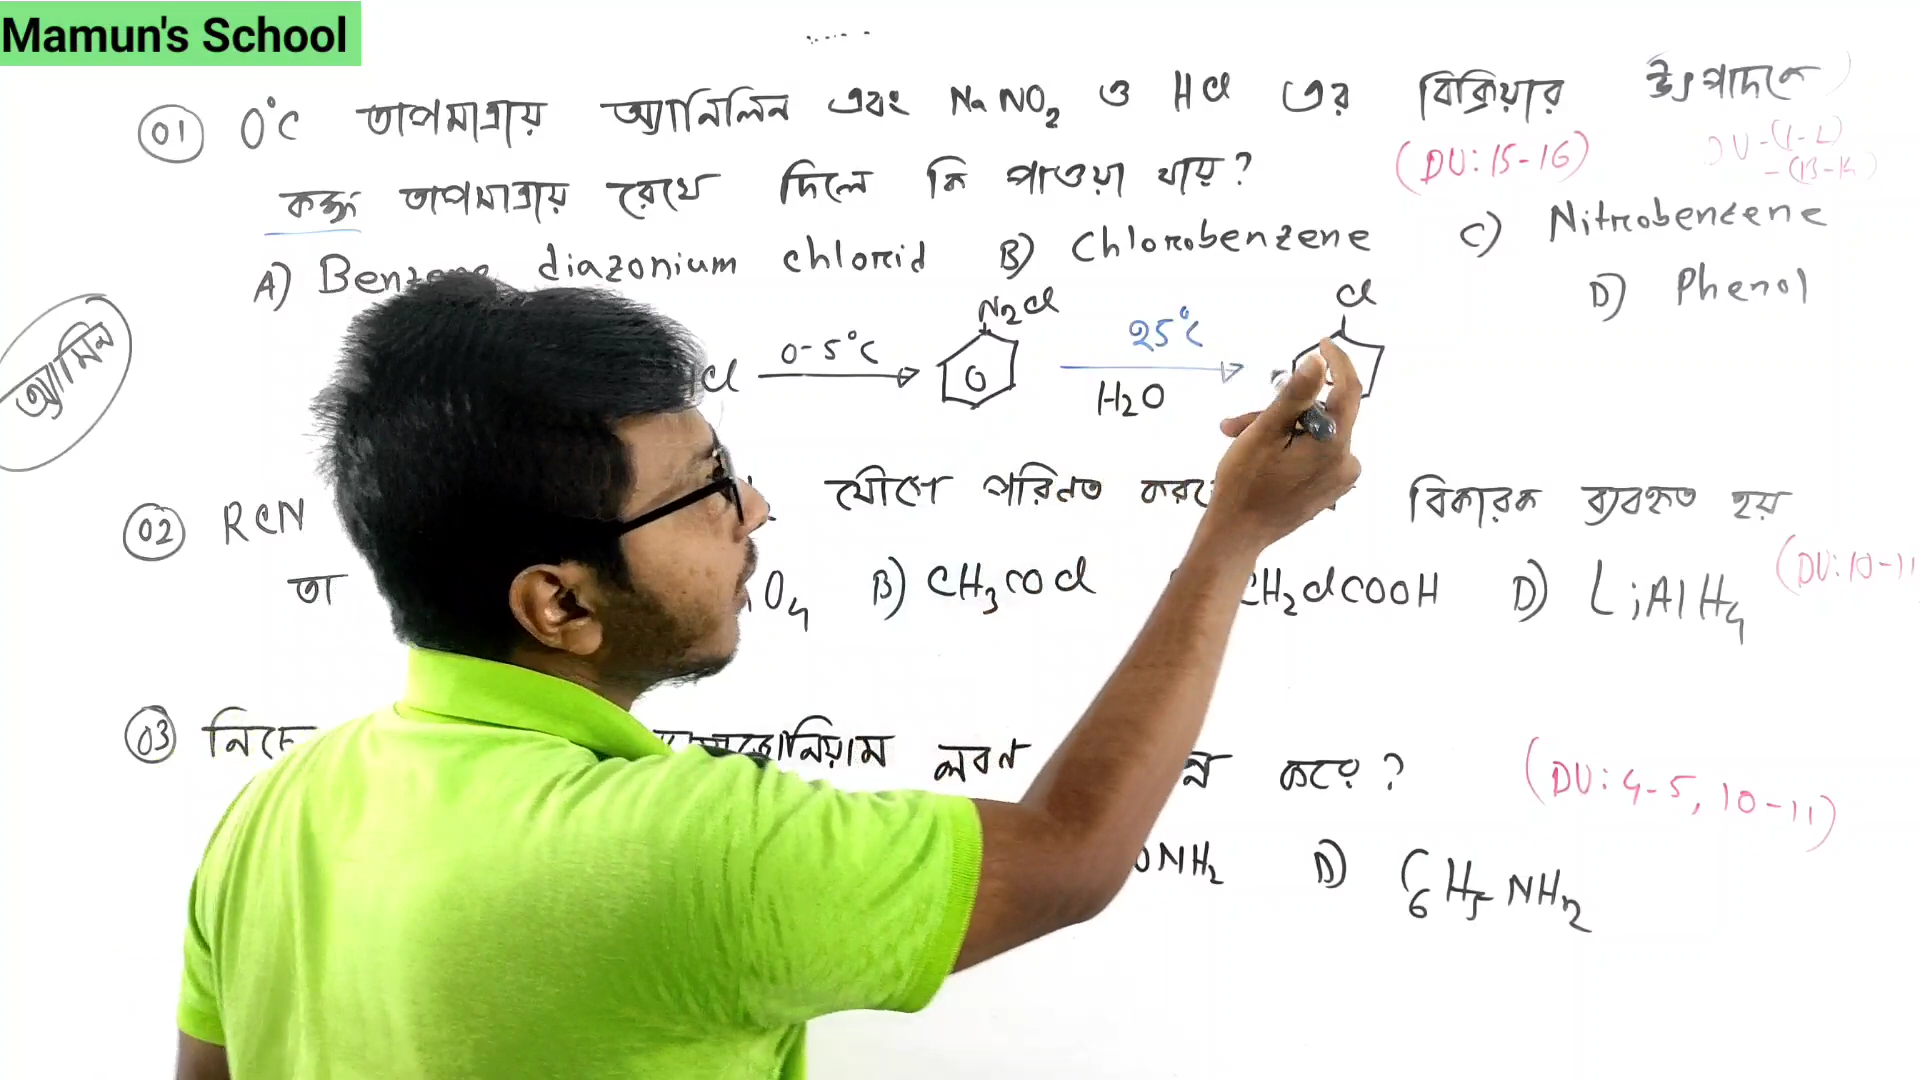 Mamun's School
01 0°C তাপমাত্রায় অ্যানিলিন এবং NaNO2 ও HCl এর বিক্রিয়ার উৎপাদকে
কক্ষ তাপমাত্রায় রেখে দিলে কি পাওয়া যায়? (DU: 15-16)
A) Benzene diazonium chlorid B) Chlorobenzene C) Nitrobenzene
D) Phenol
অ্যামিন
Cl 0-5°C N2Cl 25°C H2O Cl
02 RCN যৌগে পরিনত বিকারক ব্যবহৃত হয়
তা O4 B) CH3COCl CH2ClCOOH D) LiAlH4 (DU: 10-11
03 লবণ করে? (DU: 4-5, 10-11)
ONH2 D) C6H5NH2